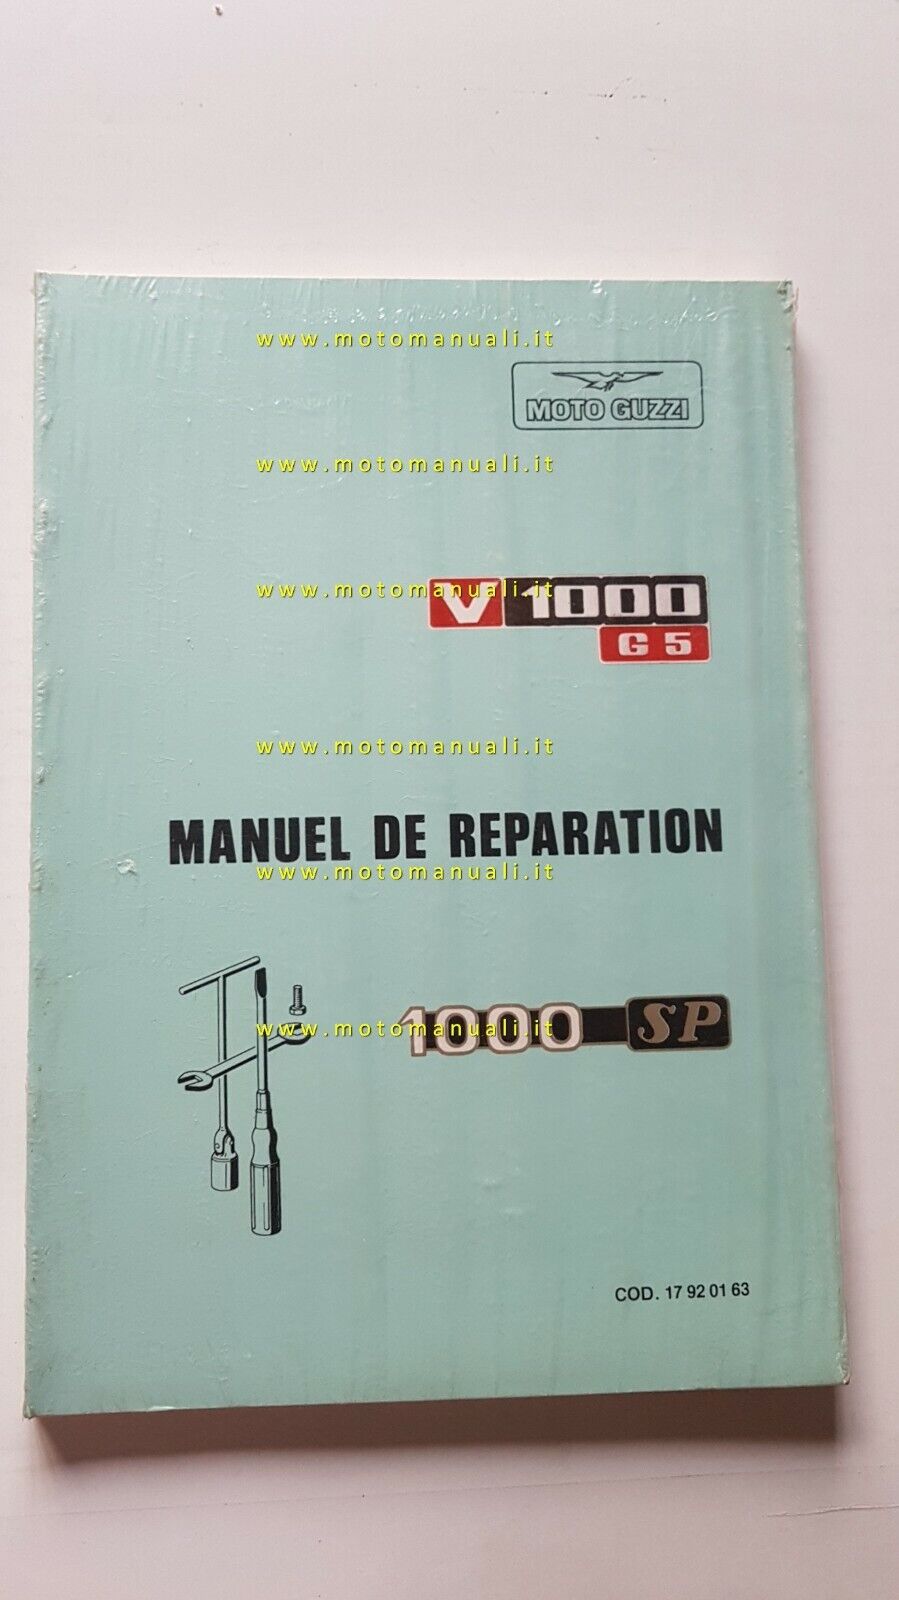 www.motomanuali.it
MOTO GUZZI
www.motomanuali.it
www.motomanuali.it
V 1000
G 5
www.motomanuali.it
MANUEL DE REPARATION
www.motomanuali.it
1000 SP
www.motomanuali.it
COD. 17 92 01 63